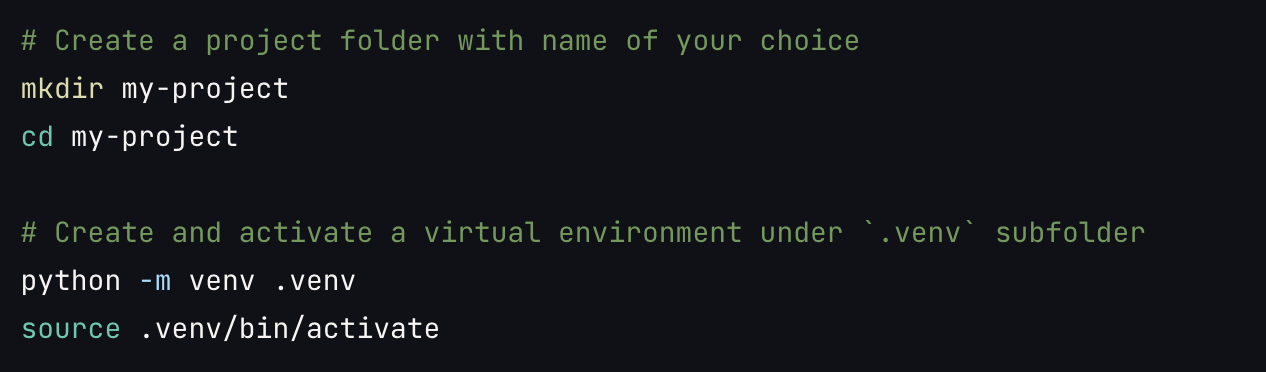 # Create a project folder with name of your choice
mkdir my-project
cd my-project
# Create and activate a virtual environment under `.venv` subfolder
python -m venv .venv
source .venv/bin/activate